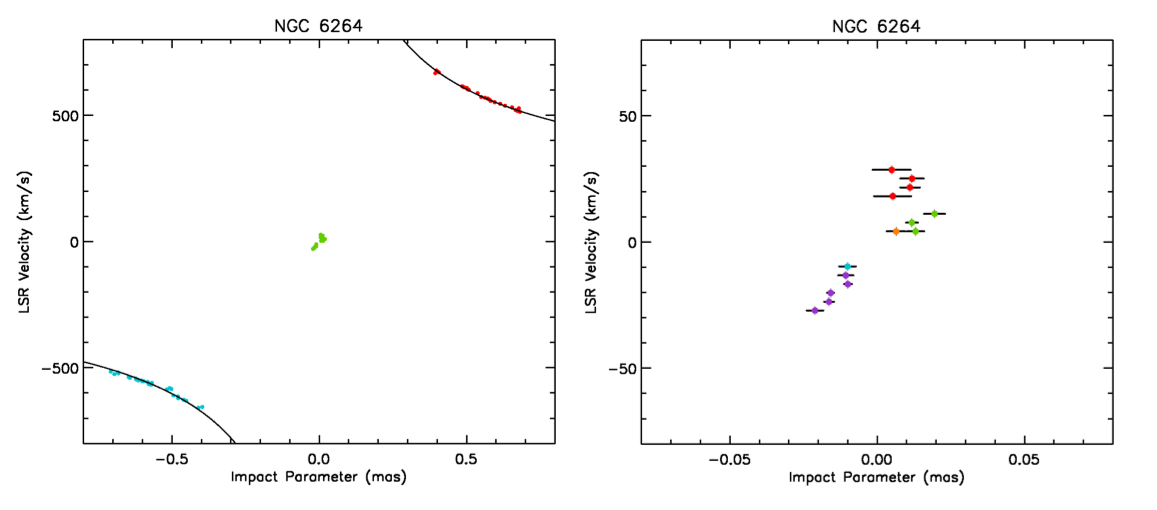 NGC 6264
500
0
−500
LSR Velocity (km/s)
−0.5
0.0
0.5
Impact Parameter (mas)
NGC 6264
50
0
−50
LSR Velocity (km/s)
−0.05
0.00
0.05
Impact Parameter (mas)